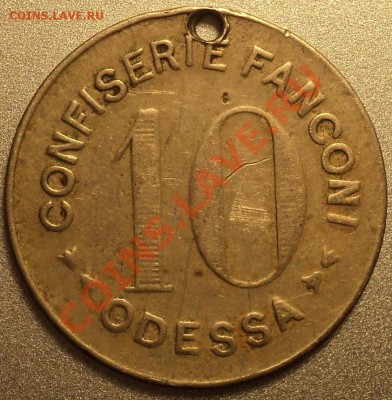 COINS.LAVE.RU
CONFISERIE FANCONI
10
ODESSA
COINS.LAVE.RU